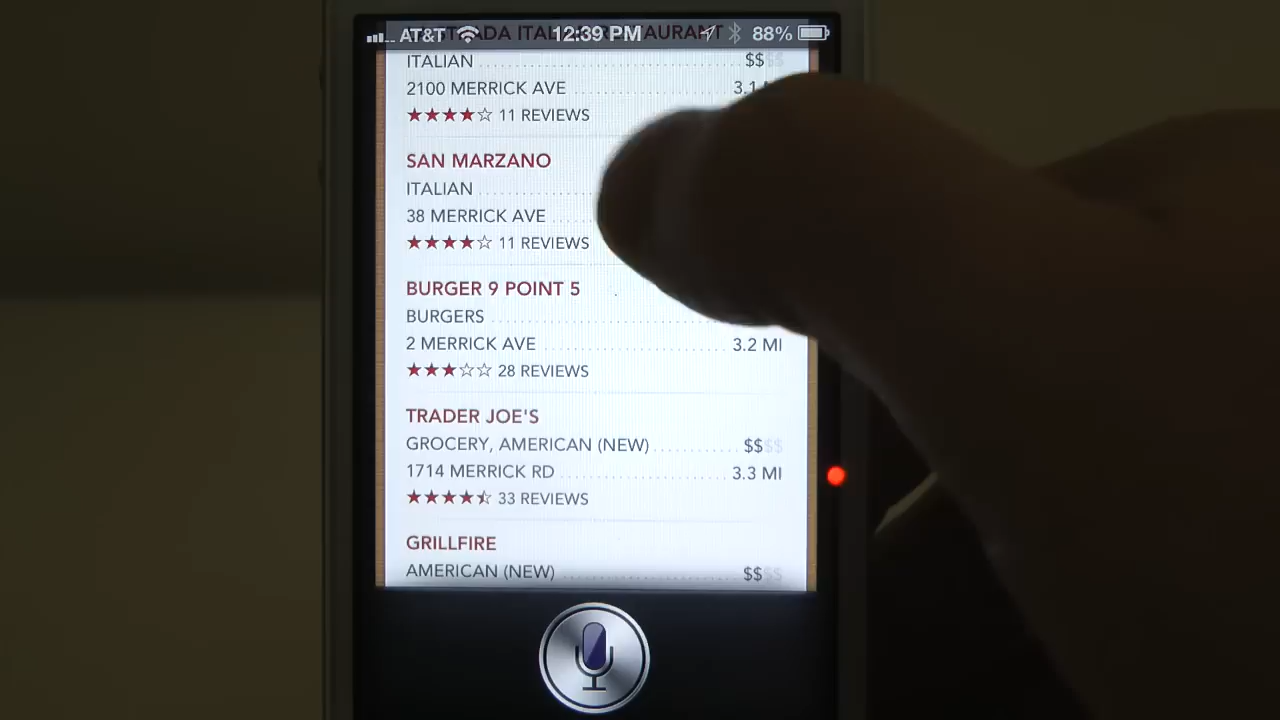 AT&T 12:39 PM 88%
ITALIAN $$$$
2100 MERRICK AVE 3.1
★★★★☆ 11 REVIEWS
SAN MARZANO
ITALIAN
38 MERRICK AVE
★★★★☆ 11 REVIEWS
BURGER 9 POINT 5
BURGERS
2 MERRICK AVE 3.2 MI
★★★☆☆ 28 REVIEWS
TRADER JOE'S
GROCERY, AMERICAN (NEW) $$$$
1714 MERRICK RD 3.3 MI
33 REVIEWS
GRILLFIRE
AMERICAN (NEW) $$$$